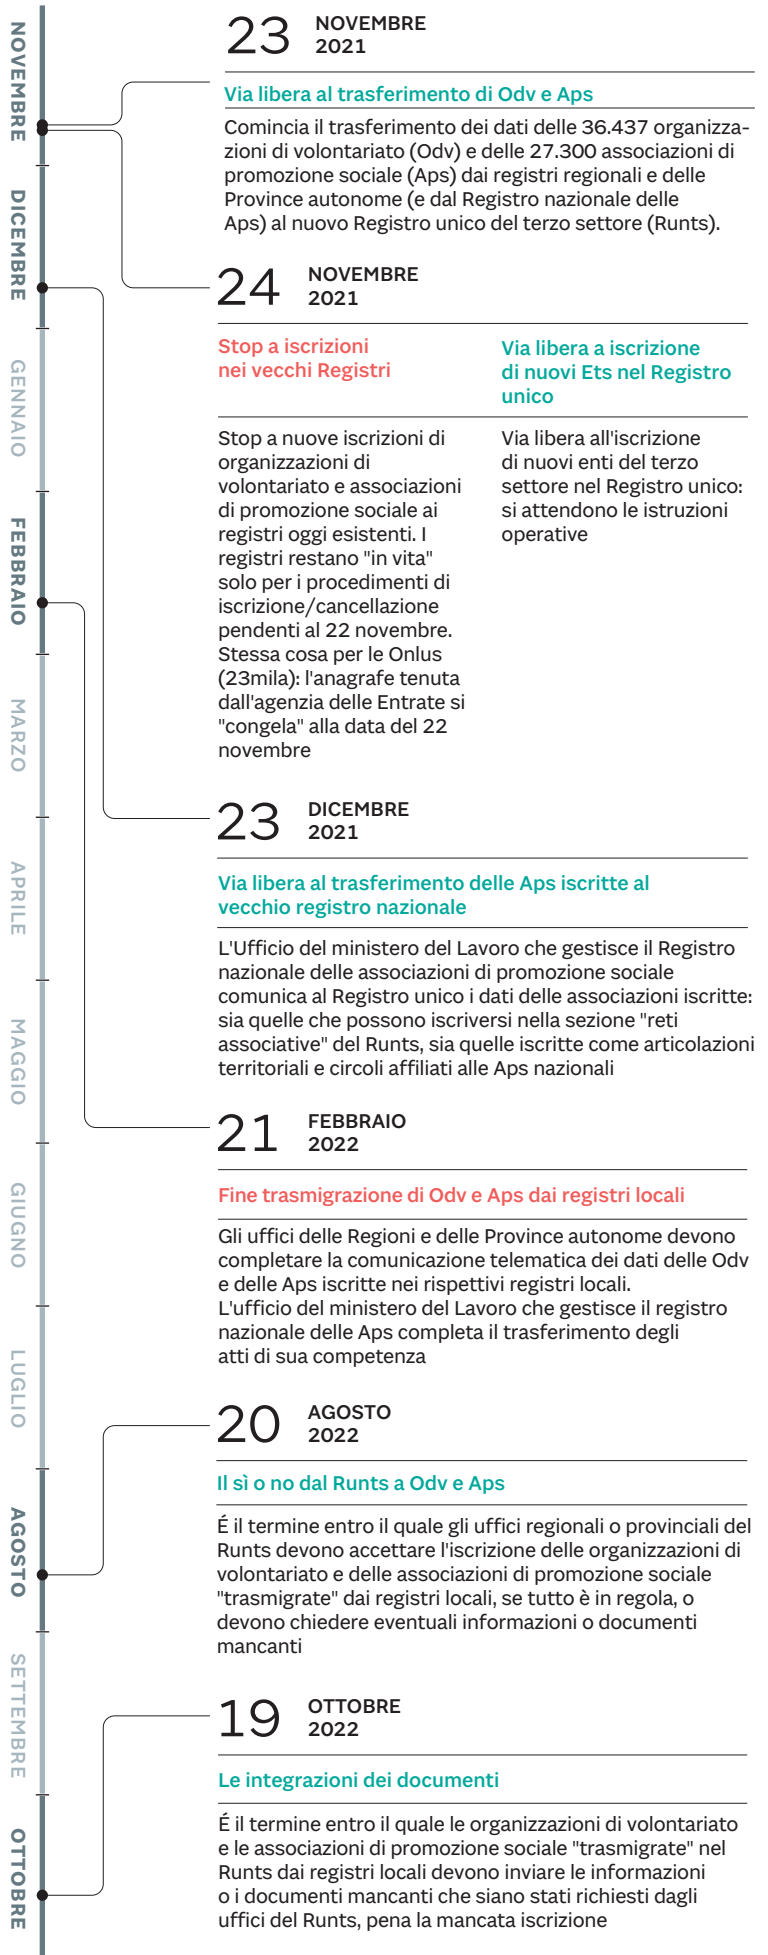 NOVEMBRE
DICEMBRE
GENNAIO
FEBBRAIO
MARZO
APRILE
MAGGIO
GIUGNO
LUGLIO
AGOSTO
SETTEMBRE
OTTOBRE
23 NOVEMBRE
2021
Via libera al trasferimento di Odv e Aps
Comincia il trasferimento dei dati delle 36.437 organizza-
zioni di volontariato (Odv) e delle 27.300 associazioni di
promozione sociale (Aps) dai registri regionali e delle
Province autonome (e dal Registro nazionale delle
Aps) al nuovo Registro unico del terzo settore (Runts).
24 NOVEMBRE
2021
Stop a iscrizioni
nei vecchi Registri
Stop a nuove iscrizioni di
organizzazioni di
volontariato e associazioni
di promozione sociale ai
registri oggi esistenti. I
registri restano "in vita"
solo per i procedimenti di
iscrizione/cancellazione
pendenti al 22 novembre.
Stessa cosa per le Onlus
(23mila): l'anagrafe tenuta
dall'agenzia delle Entrate si
"congela" alla data del 22
novembre
Via libera a iscrizione
di nuovi Ets nel Registro
unico
Via libera all'iscrizione
di nuovi enti del terzo
settore nel Registro unico:
si attendono le istruzioni
operative
23 DICEMBRE
2021
Via libera al trasferimento delle Aps iscritte al
vecchio registro nazionale
L'Ufficio del ministero del Lavoro che gestisce il Registro
nazionale delle associazioni di promozione sociale
comunica al Registro unico i dati delle associazioni iscritte:
sia quelle che possono iscriversi nella sezione "reti
associative" del Runts, sia quelle iscritte come articolazioni
territoriali e circoli affiliati alle Aps nazionali
21 FEBBRAIO
2022
Fine trasmigrazione di Odv e Aps dai registri locali
Gli uffici delle Regioni e delle Province autonome devono
completare la comunicazione telematica dei dati delle Odv
e delle Aps iscritte nei rispettivi registri locali.
L'ufficio del ministero del Lavoro che gestisce il registro
nazionale delle Aps completa il trasferimento degli
atti di sua competenza
20 AGOSTO
2022
Il sì o no dal Runts a Odv e Aps
É il termine entro il quale gli uffici regionali o provinciali del
Runts devono accettare l'iscrizione delle organizzazioni di
volontariato e delle associazioni di promozione sociale
"trasmigrate" dai registri locali, se tutto è in regola, o
devono chiedere eventuali informazioni o documenti
mancanti
19 OTTOBRE
2022
Le integrazioni dei documenti
É il termine entro il quale le organizzazioni di volontariato
e le associazioni di promozione sociale "trasmigrate" nel
Runts dai registri locali devono inviare le informazioni
o i documenti mancanti che siano stati richiesti dagli
uffici del Runts, pena la mancata iscrizione